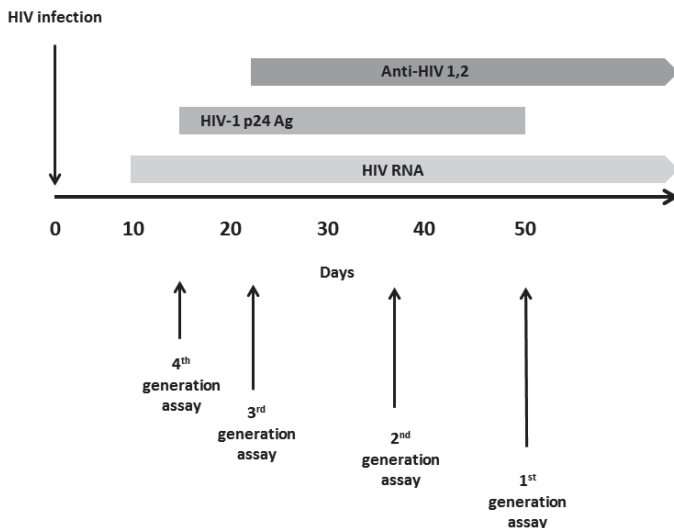 HIV infection
Anti-HIV 1,2
HIV-1 p24 Ag
HIV RNA
0 10 20 30 40 50
Days
4th
generation
assay
3rd
generation
assay
2nd
generation
assay
1st
generation
assay